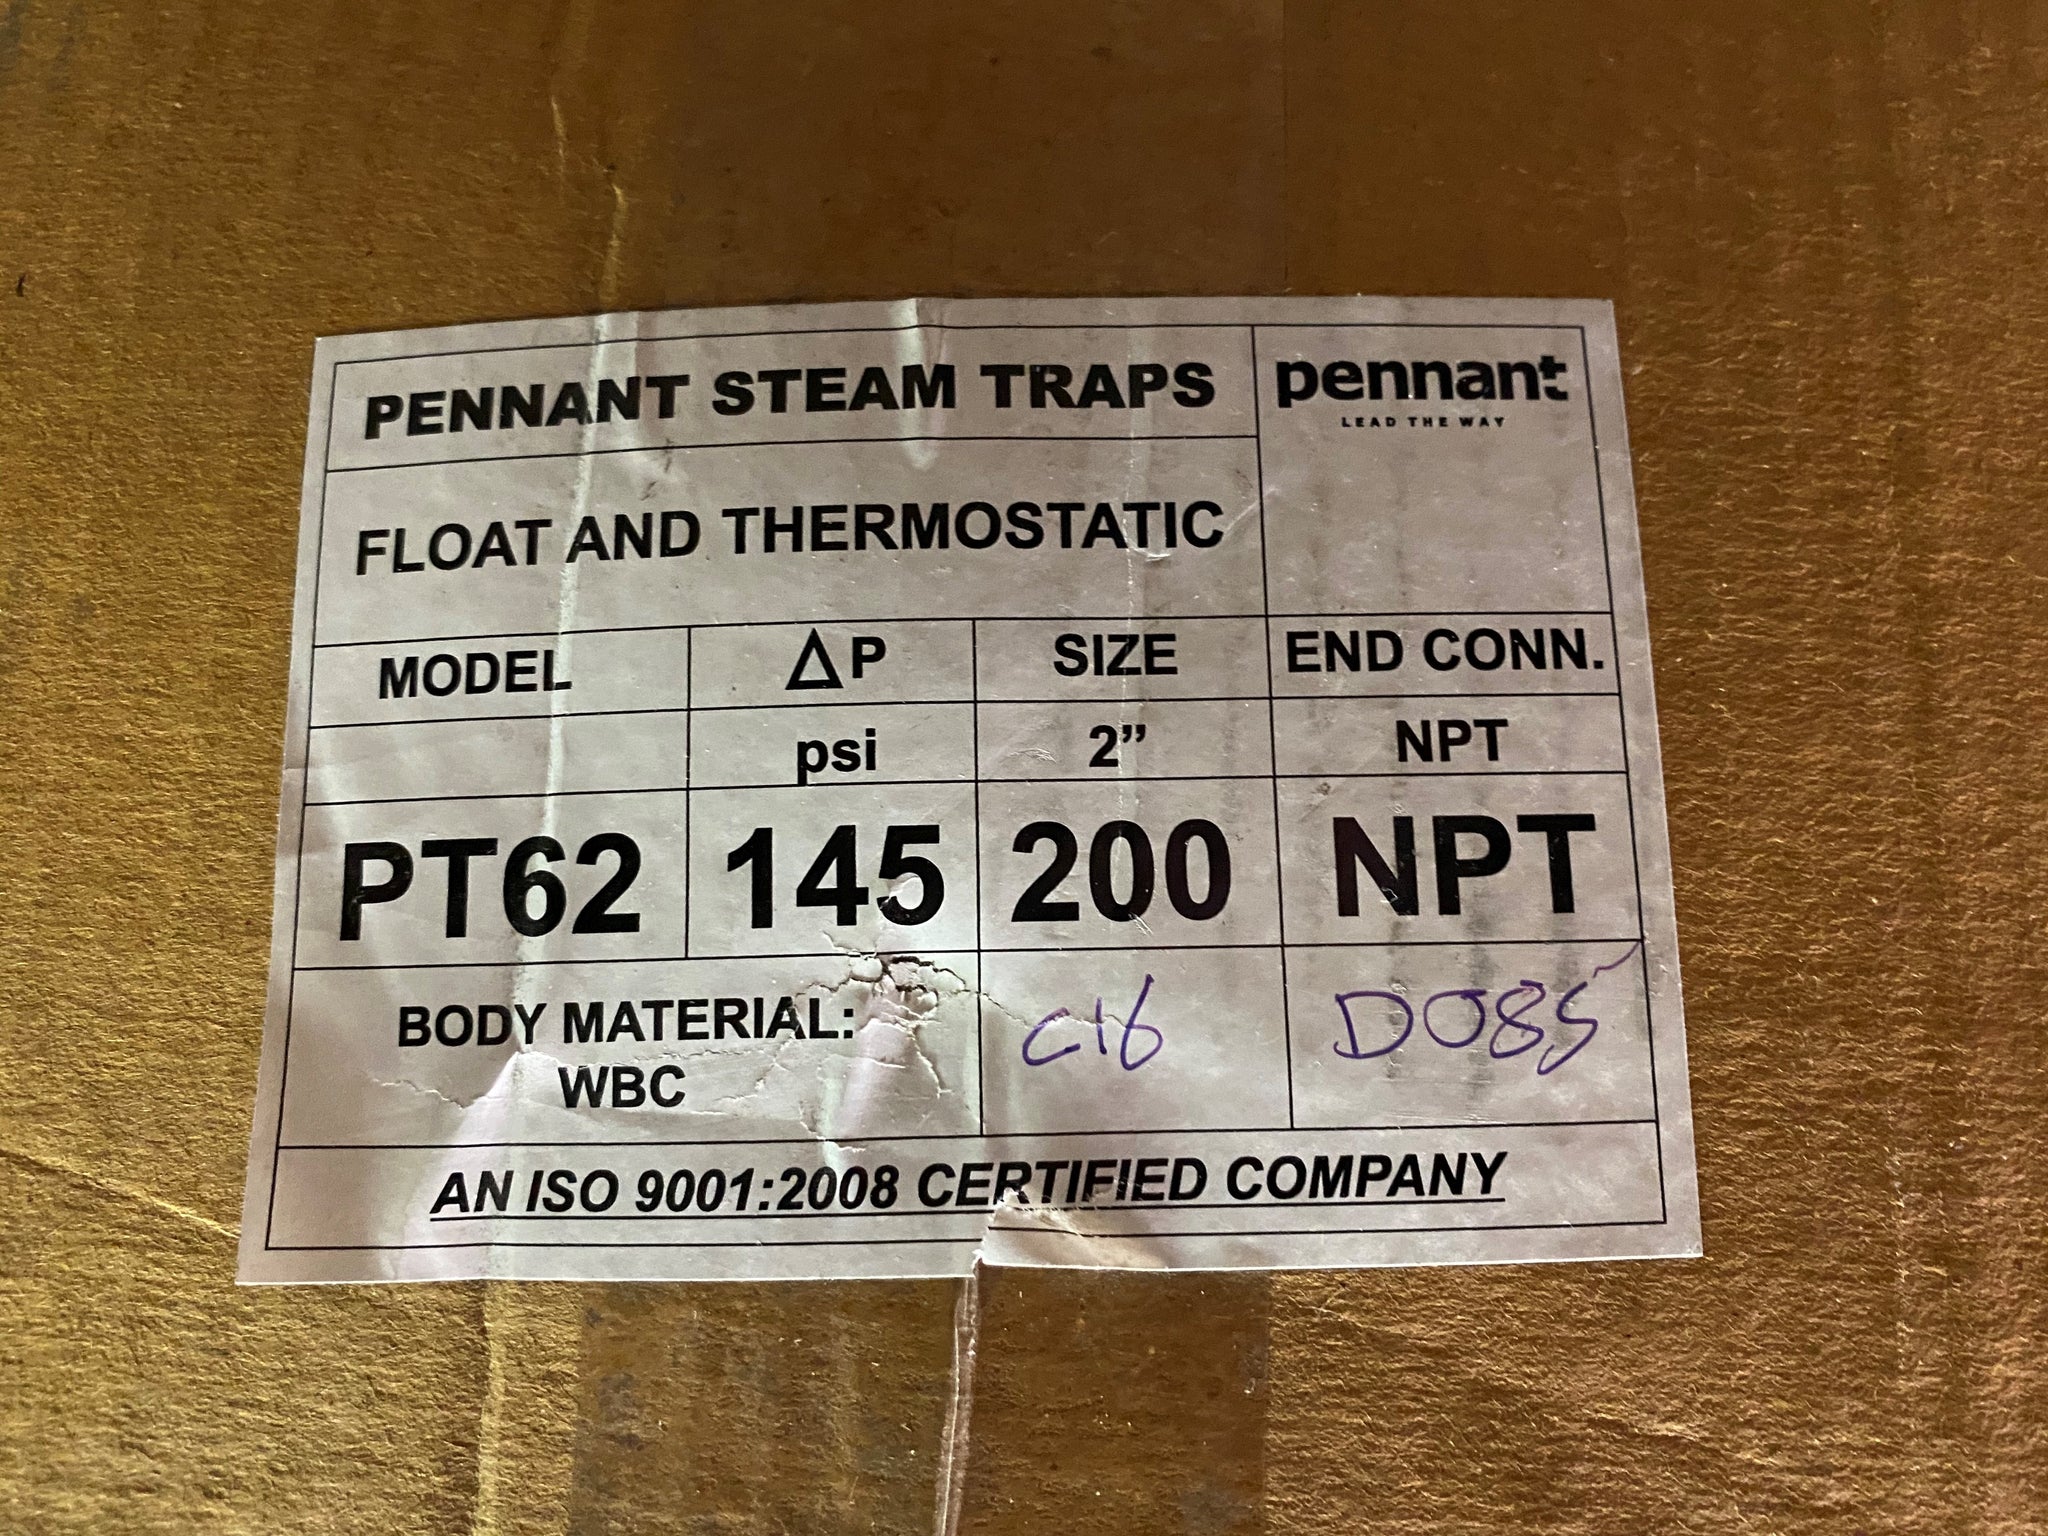 PENNANT STEAM TRAPS
pennant
LEAD THE WAY
FLOAT AND THERMOSTATIC
MODEL ΔP SIZE END CONN.
psi 2” NPT
PT62 145 200 NPT
BODY MATERIAL:
WBC
C16 D085
AN ISO 9001:2008 CERTIFIED COMPANY